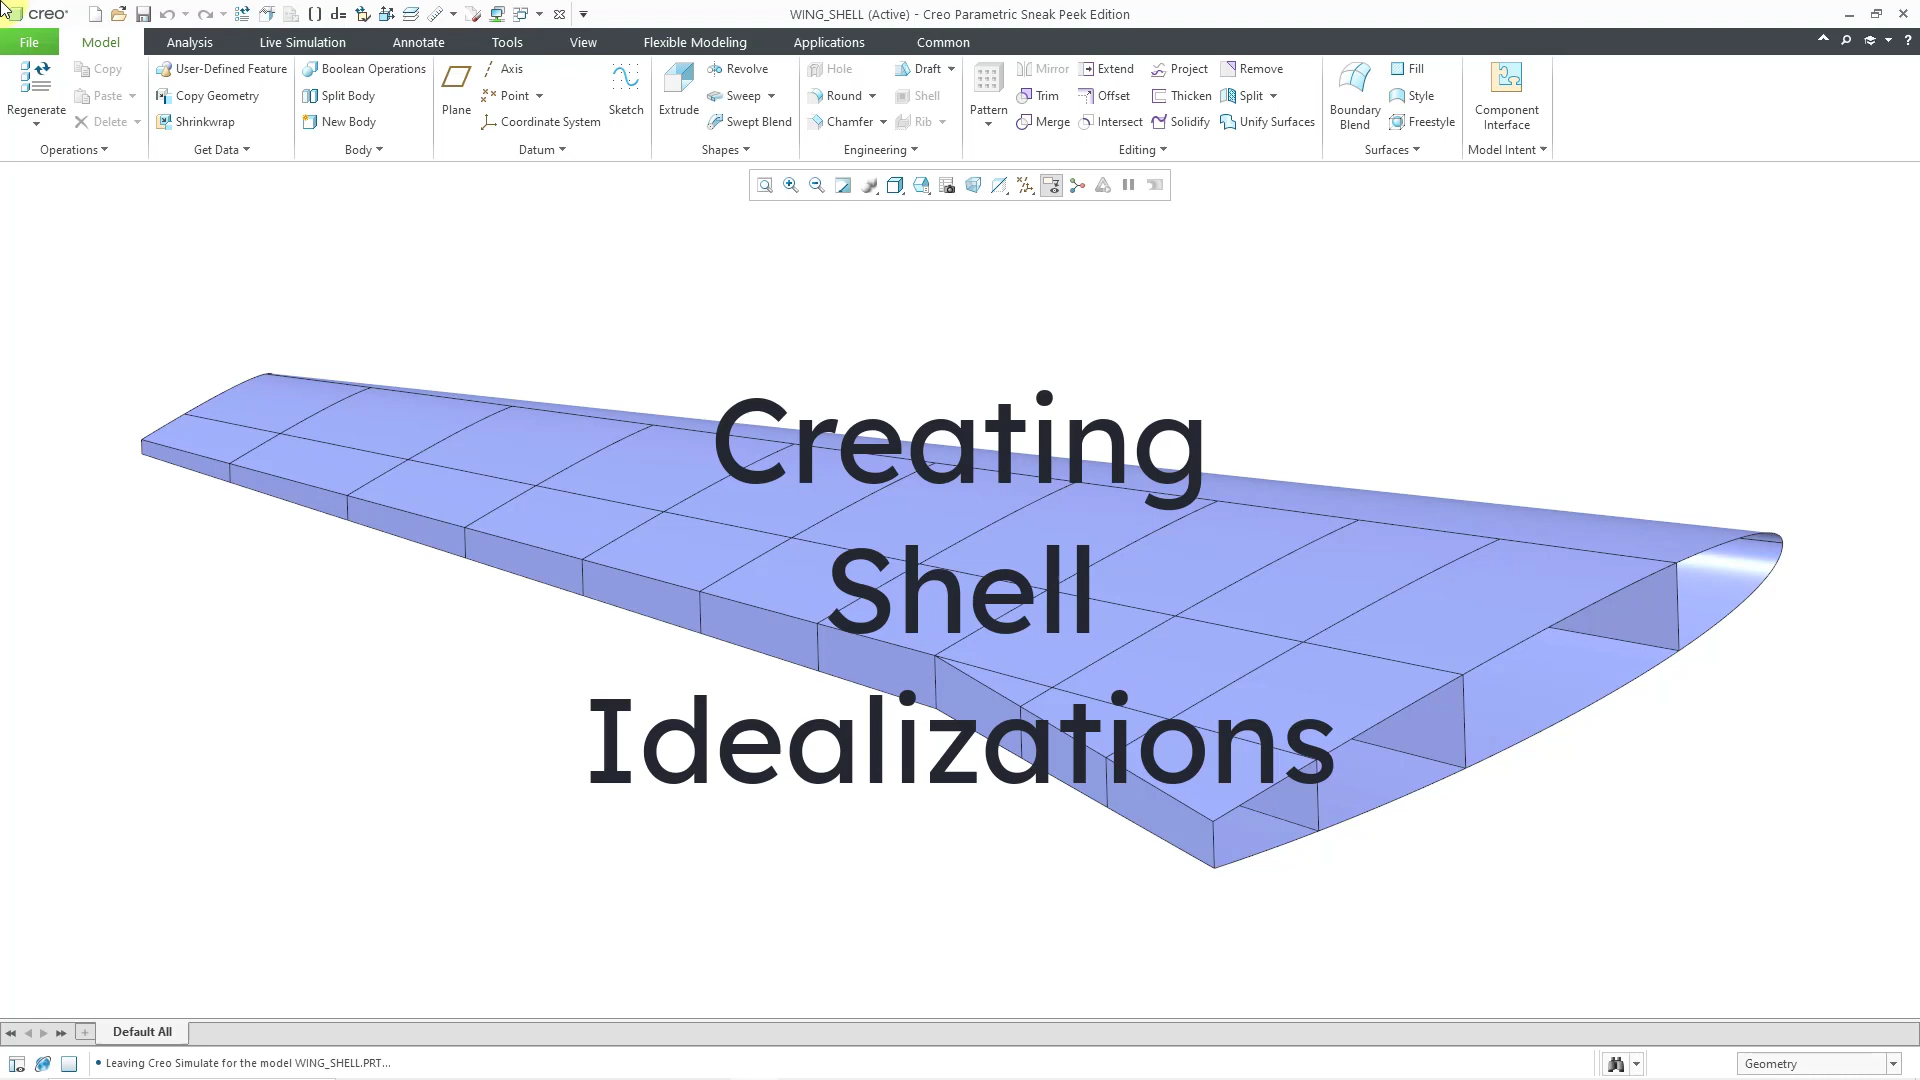 creo
WING_SHELL (Active) - Creo Parametric Sneak Peek Edition
File Model Analysis Live Simulation Annotate Tools View Flexible Modeling Applications Common
Regenerate
Copy
Paste
Delete
Operations
User-Defined Feature
Copy Geometry
Shrinkwrap
Get Data
Boolean Operations
Split Body
New Body
Body
Plane
Axis
Point
Coordinate System
Sketch
Datum
Extrude
Revolve
Sweep
Swept Blend
Shapes
Hole
Round
Chamfer
Draft
Shell
Rib
Engineering
Pattern
Mirror
Trim
Merge
Extend
Offset
Intersect
Project
Thicken
Solidify
Remove
Split
Unify Surfaces
Editing
Boundary
Blend
Fill
Style
Freestyle
Surfaces
Component
Interface
Model Intent
Creating
Shell
Idealizations
Default All
Leaving Creo Simulate for the model WING_SHELL.PRT...
Geometry